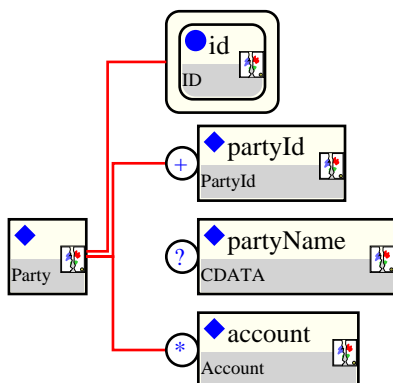 id
ID
+
partyId
PartyId
Party
?
partyName
CDATA
*
account
Account